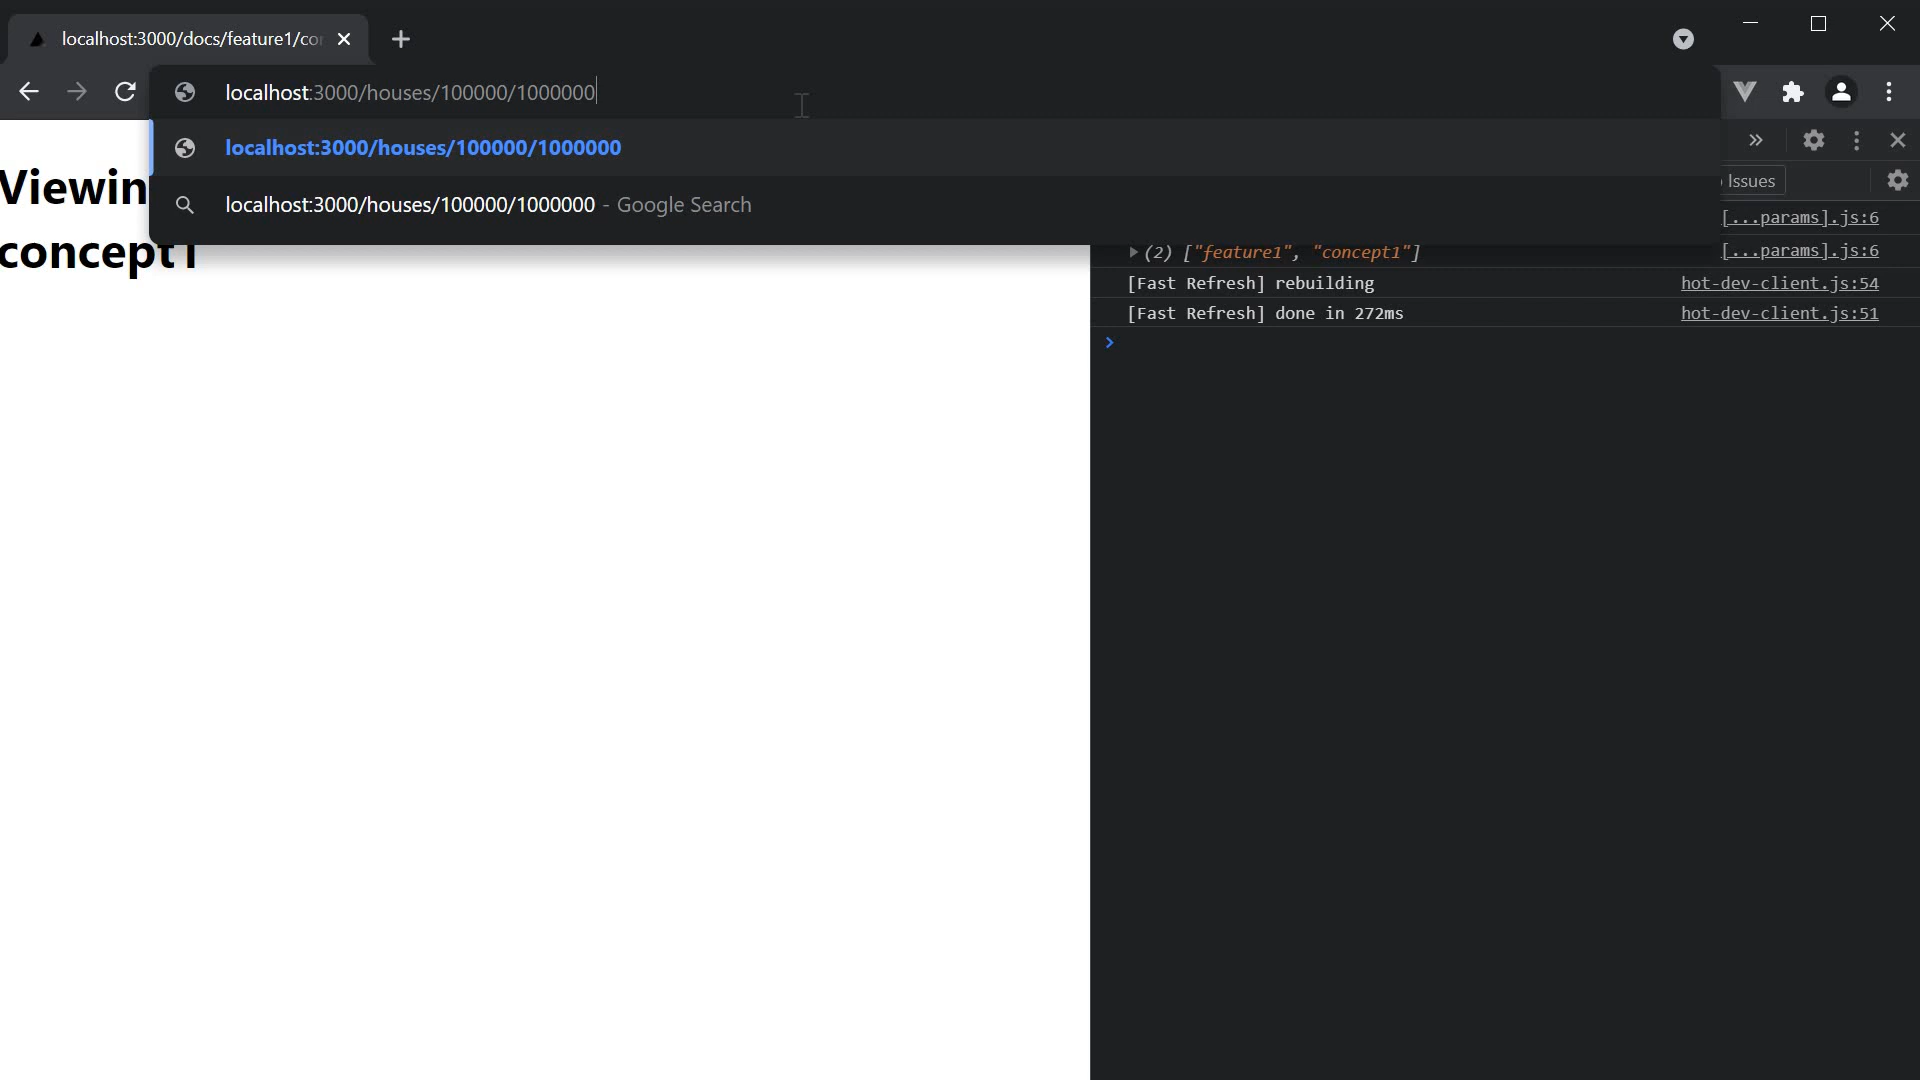 localhost:3000/docs/feature1/co
localhost:3000/houses/100000/1000000
localhost:3000/houses/100000/1000000
localhost:3000/houses/100000/1000000 - Google Search
Issues
Viewin
concept1
[...params].js:6
(2) ["feature1", "concept1"] [...params].js:6
[Fast Refresh] rebuilding hot-dev-client.js:54
[Fast Refresh] done in 272ms hot-dev-client.js:51